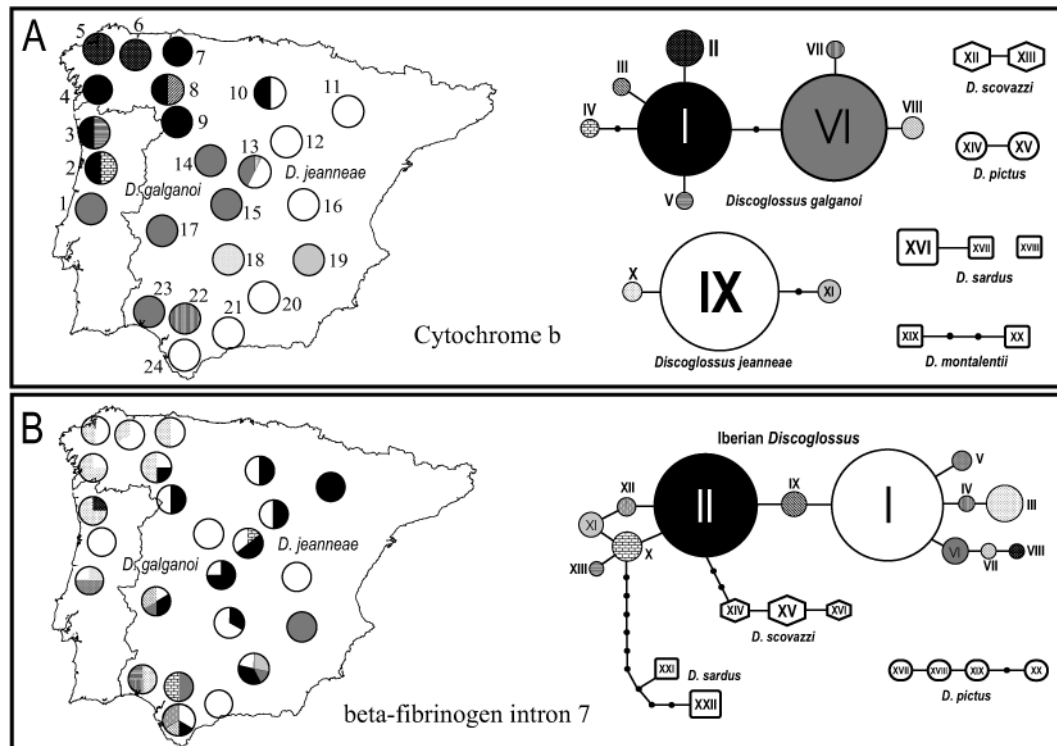 A
5
6
7
4
8
10
11
9
3
12
13
14
2
D. galganoi
D. jeanneae
1
15
16
17
18
19
23
22
21
20
24
Cytochrome b
III
II
VII
IV
I
VI
VIII
V
Discoglossus galganoi
X
IX
XI
Discoglossus jeanneae
XII
XIII
D. scovazzi
XIV
XV
D. pictus
XVI
XVII
XVIII
D. sardus
XIX
XX
D. montalentii
B
D. jeanneae
D. galganoi
beta-fibrinogen intron 7
Iberian Discoglossus
XII
II
IX
I
V
IV
III
XI
X
XIII
VI
VII
VIII
XIV
XV
XVI
D. scovazzi
XXI
D. sardus
XXII
XVII
XVIII
XIX
XX
D. pictus